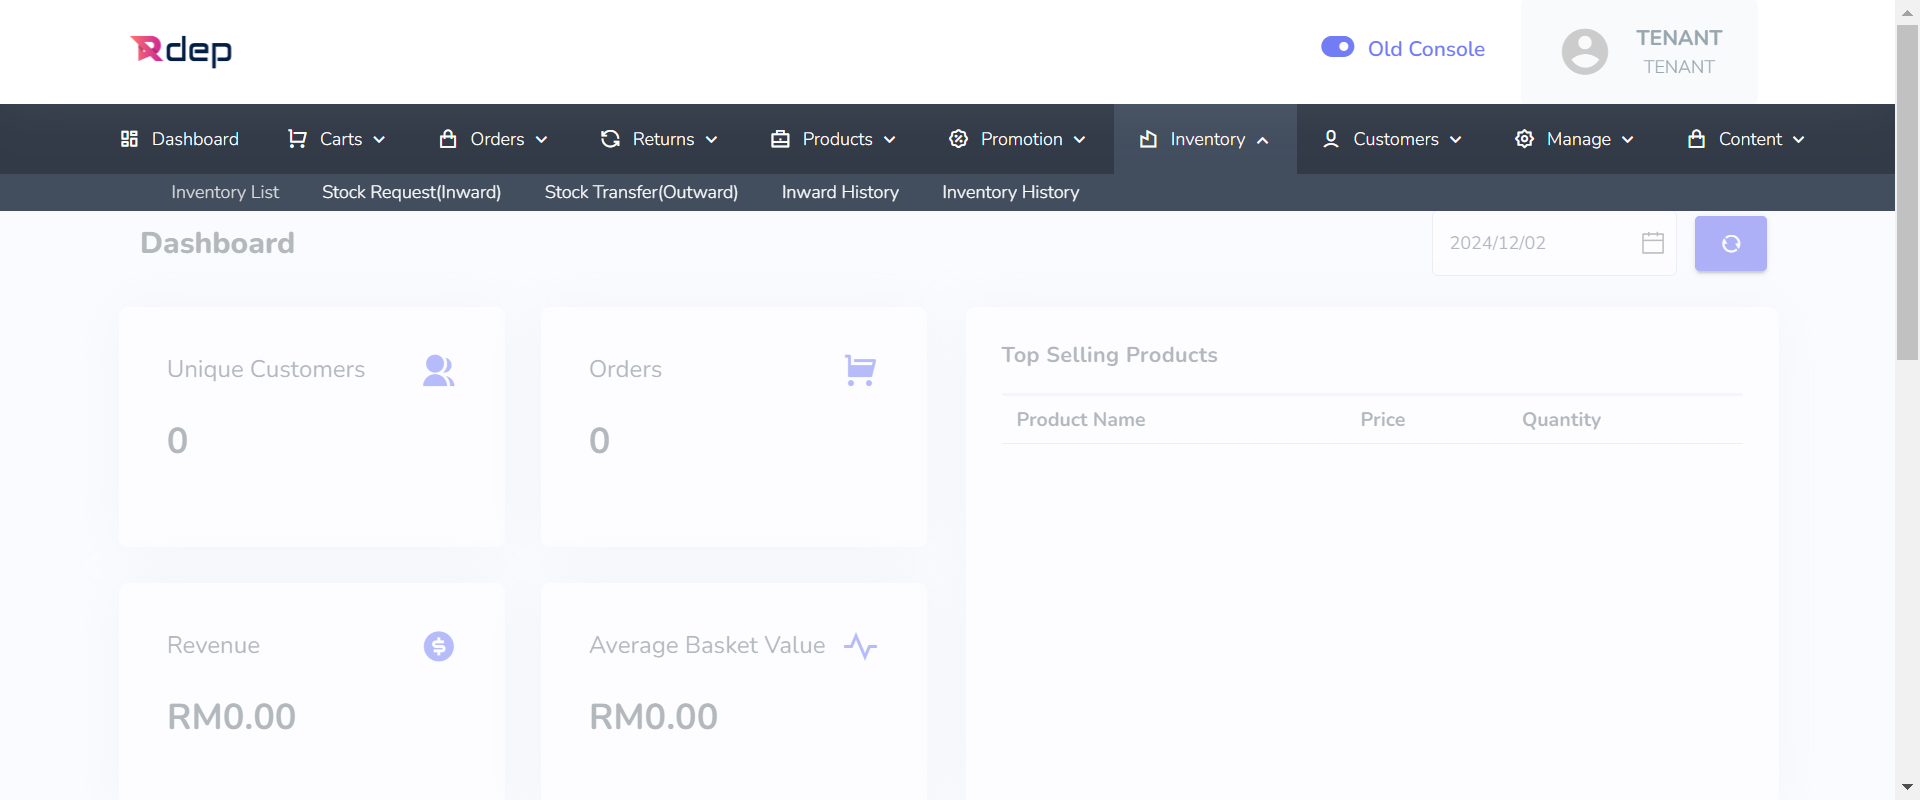 Rdep
Old Console
TENANT
TENANT
Dashboard Carts Orders Returns Products Promotion Inventory Customers Manage Content
Inventory List Stock Request(Inward) Stock Transfer(Outward) Inward History Inventory History
Dashboard
2024/12/02
Unique Customers
0
Orders
0
Top Selling Products
Product Name Price Quantity
Revenue
RM0.00
Average Basket Value
RM0.00